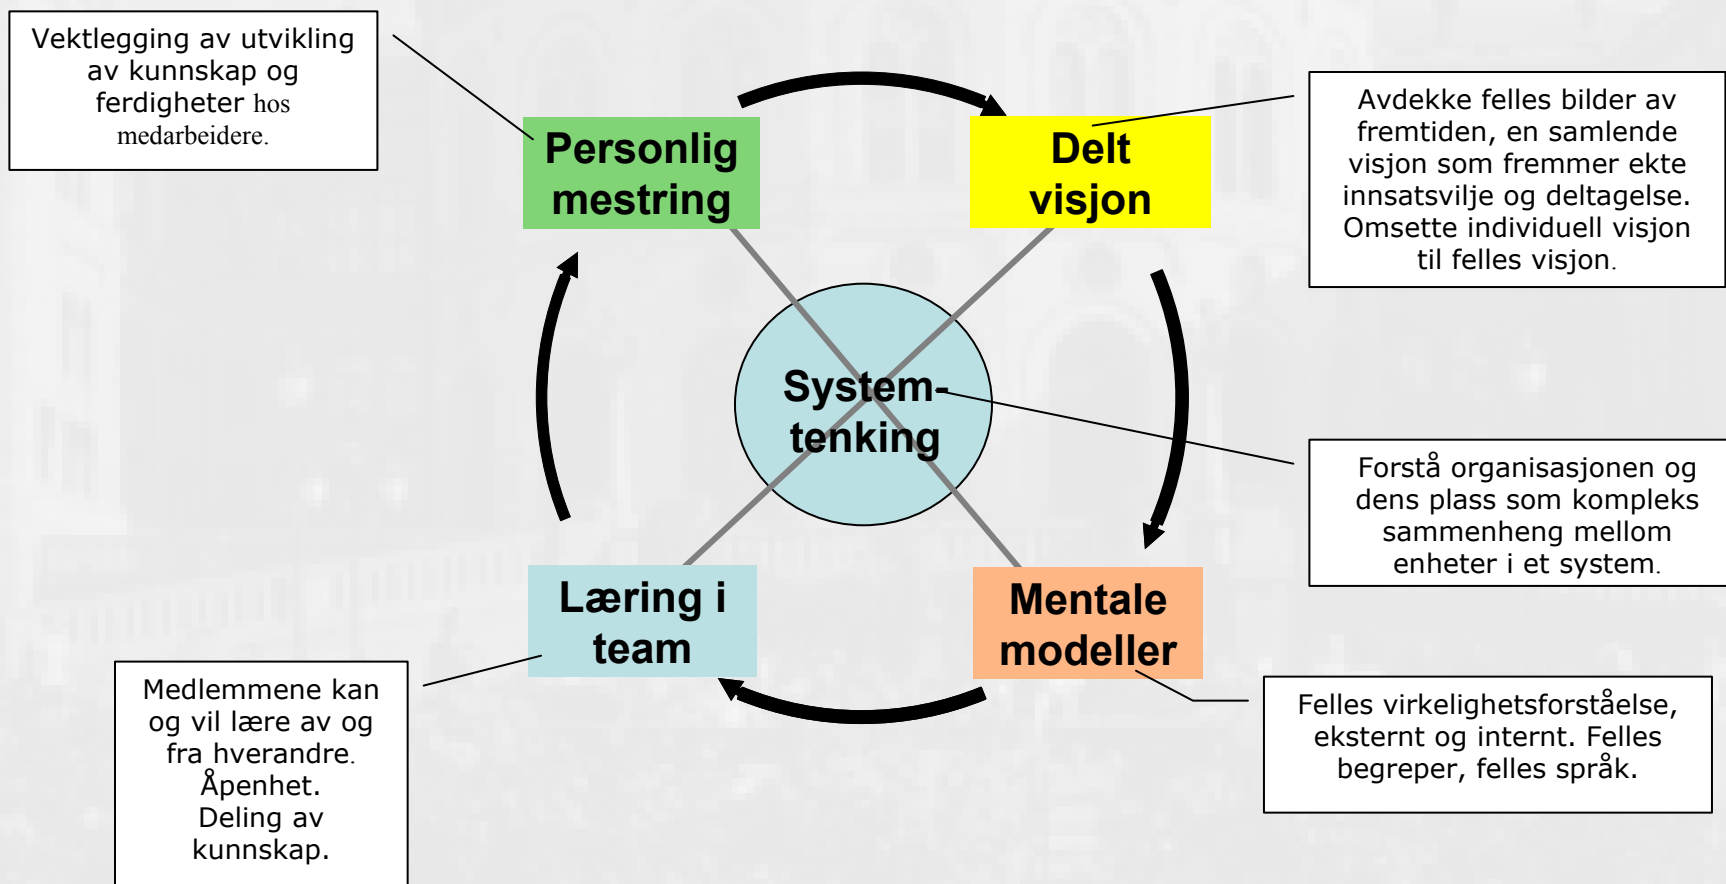 Vektlegging av utvikling
av kunnskap og
ferdigheter hos
medarbeidere.
Personlig
mestring
Delt
visjon
Avdekke felles bilder av
fremtiden, en samlende
visjon som fremmer ekte
innsatsvilje og deltagelse.
Omsette individuell visjon
til felles visjon.
System-
tenking
Forstå organisasjonen og
dens plass som kompleks
sammenheng mellom
enheter i et system.
Læring i
team
Mentale
modeller
Medlemmene kan
og vil lære av og
fra hverandre.
Åpenhet.
Deling av
kunnskap.
Felles virkelighetsforståelse,
eksternt og internt. Felles
begreper, felles språk.